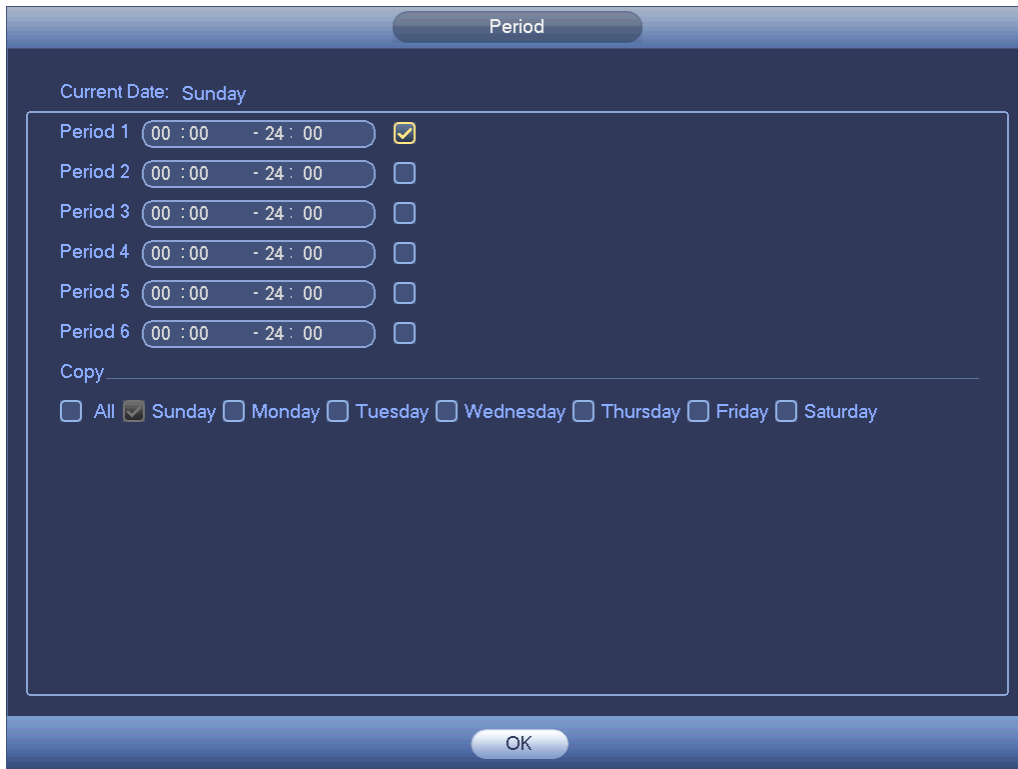 Period
Current Date: Sunday
Period 1 00 :00 - 24 : 00
Period 2 00 :00 - 24 : 00
Period 3 00 :00 - 24 : 00
Period 4 00 :00 - 24 : 00
Period 5 00 :00 - 24 : 00
Period 6 00 :00 - 24 : 00
Copy
All Sunday Monday Tuesday Wednesday Thursday Friday Saturday
OK